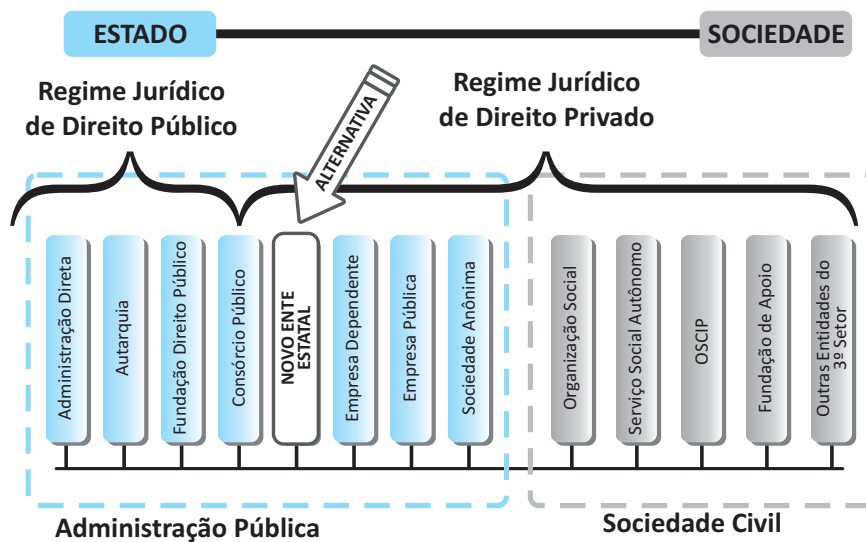 ESTADO
SOCIEDADE
Regime Jurídico
de Direito Público
Regime Jurídico
de Direito Privado
ALTERNATIVA
Administração Direta
Autarquia
Fundação Direito Público
Consórcio Público
NOVO ENTE
ESTATAL
Empresa Dependente
Empresa Pública
Sociedade Anônima
Organização Social
Serviço Social Autônomo
OSCIP
Fundação de Apoio
Outras Entidades do
3º Setor
Administração Pública
Sociedade Civil